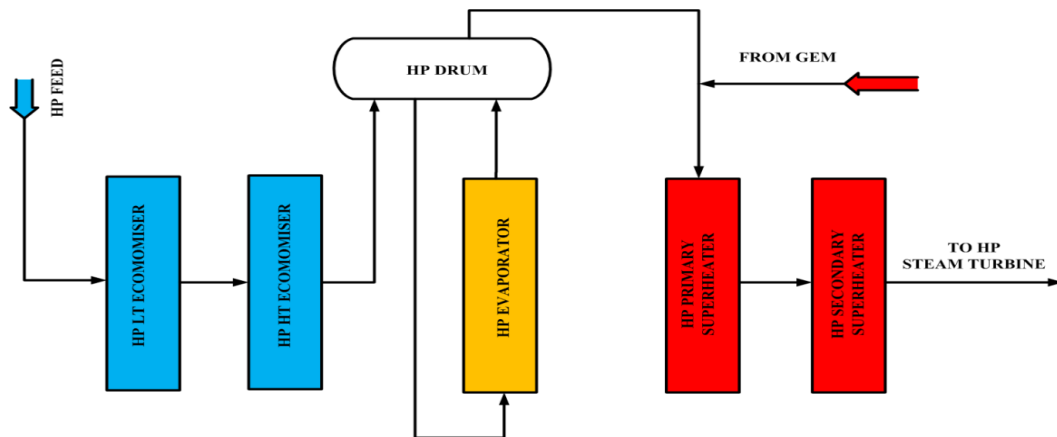 HP FEED
HP DRUM
FROM GEM
HP LT ECOMOMISER
HP HT ECOMOMISER
HP EVAPORATOR
HP PRIMARY
SUPERHEATER
HP SECONDARY
SUPERHEATER
TO HP
STEAM TURBINE